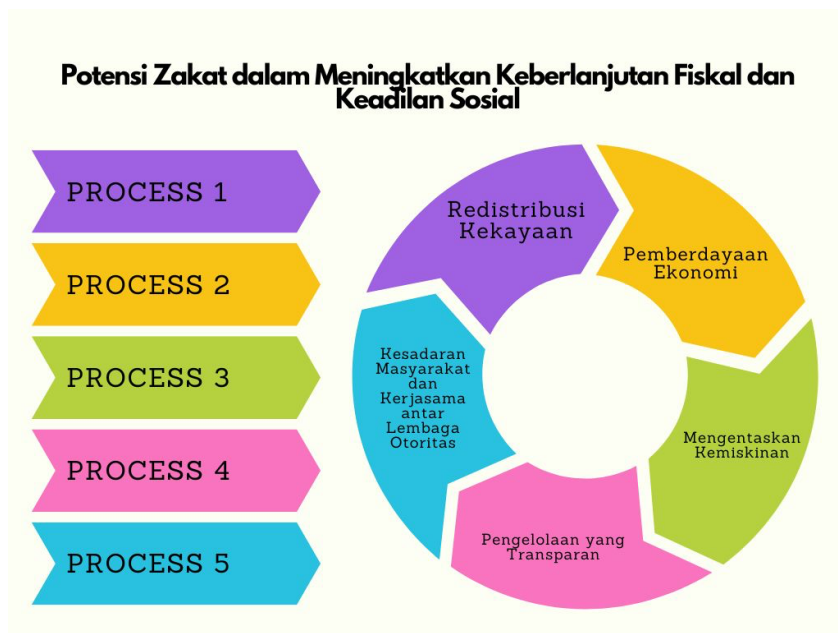 Potensi Zakat dalam Meningkatkan Keberlanjutan Fiskal dan
Keadilan Sosial
PROCESS 1
PROCESS 2
PROCESS 3
PROCESS 4
PROCESS 5
Redistribusi
Kekayaan
Pemberdayaan
Ekonomi
Mengentaskan
Kemiskinan
Pengelolaan yang
Transparan
Kesadaran
Masyarakat
dan
Kerjasama
antar
Lembaga
Otoritas